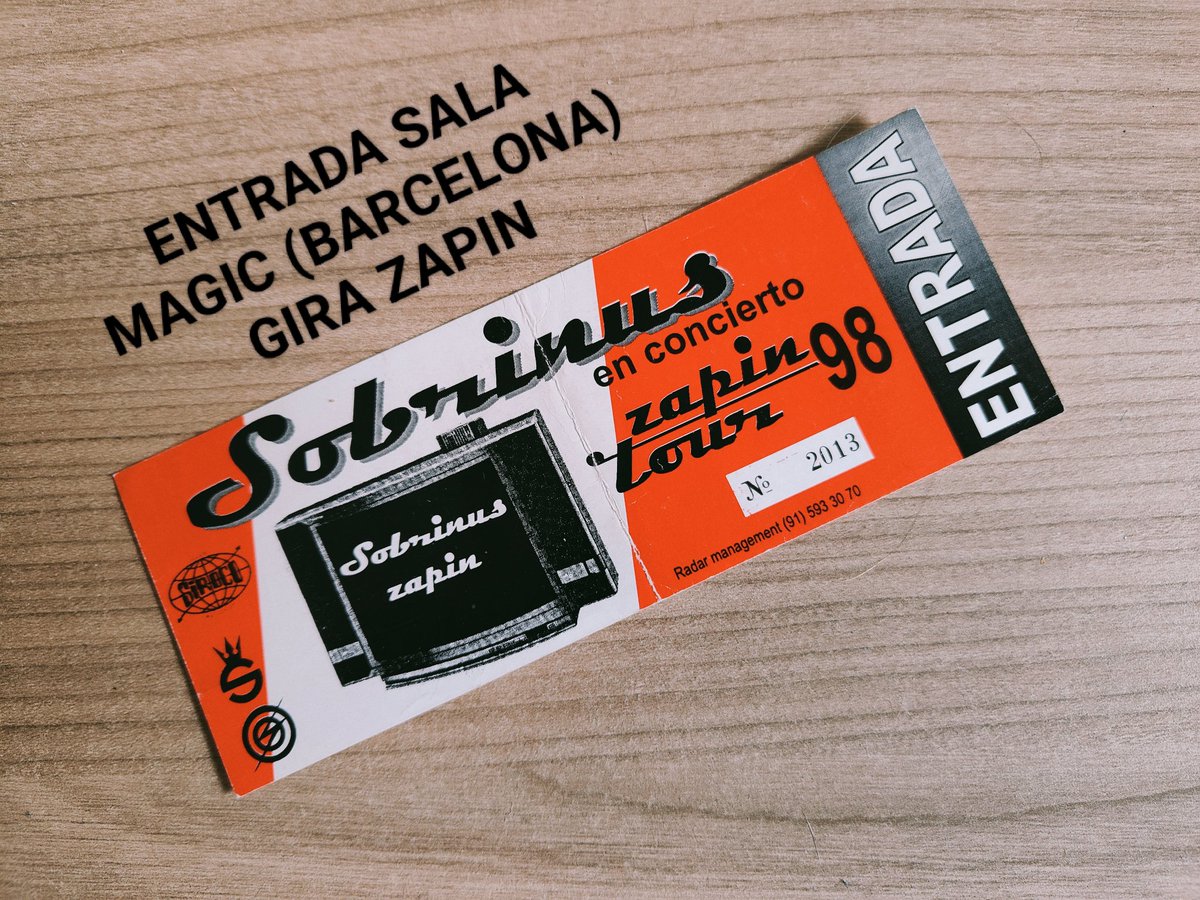 ENTRADA SALA
MAGIC (BARCELONA)
GIRA ZAPIN
Sobrinus
en concierto
zapin 98
tour
Nº 2013
Radar management (91) 593 30 70
ENTRADA
Sobrinus
zapin
SIROCO
S